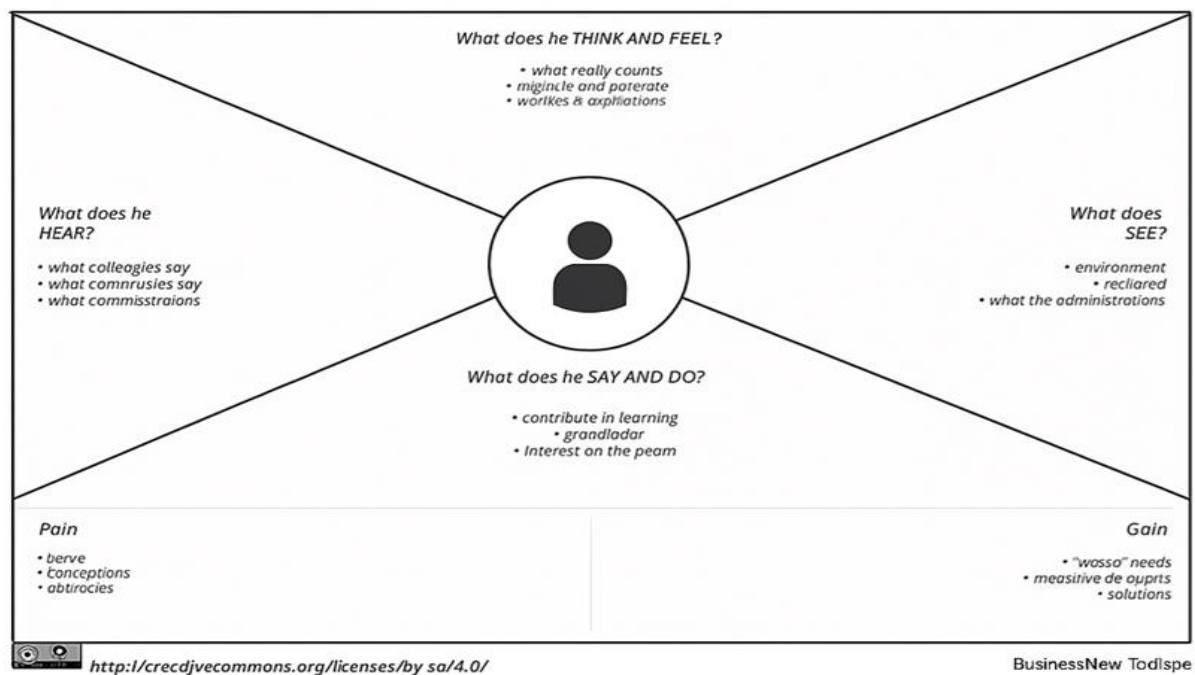 What does he THINK AND FEEL?
• what really counts
• migincle and poterate
• worlkes & axpliations
What does he
HEAR?
• what colleagies say
• what comnrusies say
• what commisstraions
What does
SEE?
• environment
• recliared
• what the administrations
What does he SAY AND DO?
• contribute in learning
• grandladar
• Interest on the peam
Pain
• berve
• conceptions
• abtirocies
Gain
• "wosso" needs
• measitive de ouprts
• solutions
http:/crecdjvecommons.org/licenses/by sa/4.0/
BusinessNew Todlspe